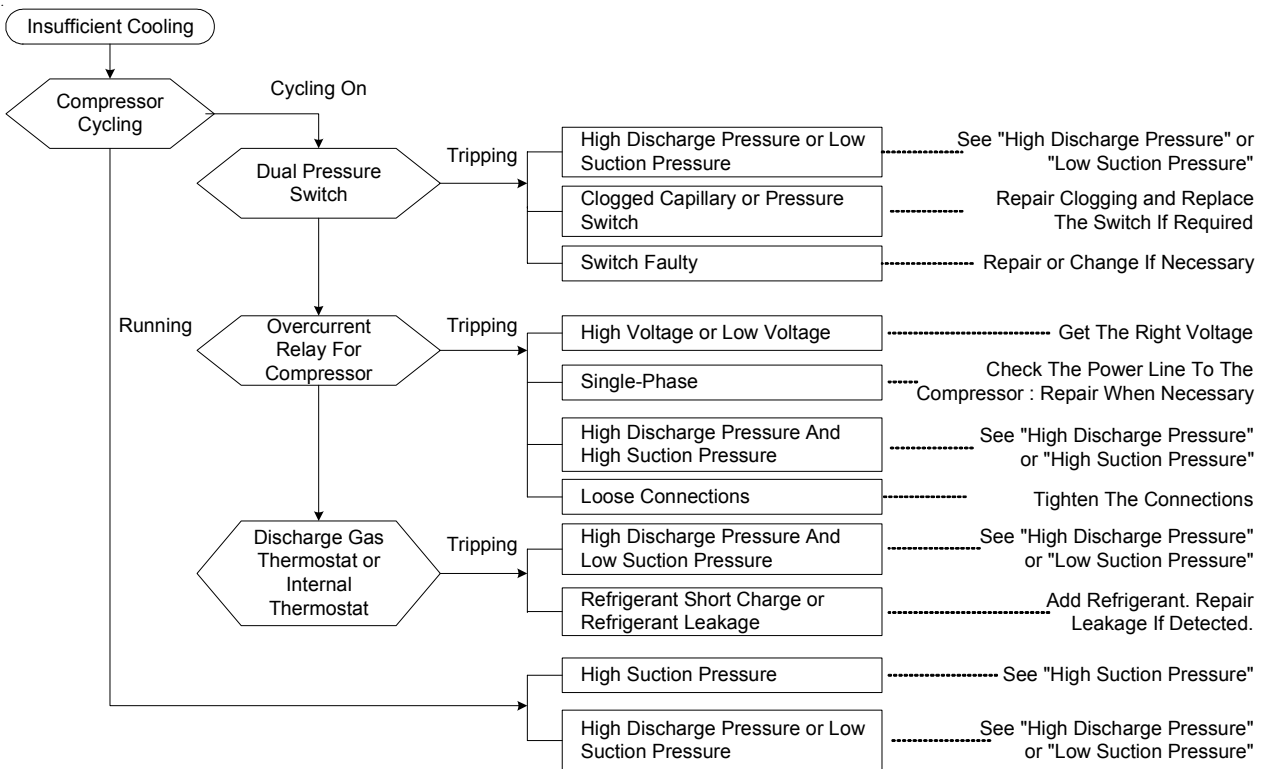 Insufficient Cooling
Compressor
Cycling
Cycling On
Dual Pressure
Switch
Tripping
High Discharge Pressure or Low
Suction Pressure
See "High Discharge Pressure" or
"Low Suction Pressure"
Clogged Capillary or Pressure
Switch
Repair Clogging and Replace
The Switch If Required
Switch Faulty
Repair or Change If Necessary
Running
Overcurrent
Relay For
Compressor
Tripping
High Voltage or Low Voltage
Get The Right Voltage
Single-Phase
Check The Power Line To The
Compressor : Repair When Necessary
High Discharge Pressure And
High Suction Pressure
See "High Discharge Pressure"
or "High Suction Pressure"
Loose Connections
Tighten The Connections
Discharge Gas
Thermostat or
Internal
Thermostat
Tripping
High Discharge Pressure And
Low Suction Pressure
See "High Discharge Pressure"
or "Low Suction Pressure"
Refrigerant Short Charge or
Refrigerant Leakage
Add Refrigerant. Repair
Leakage If Detected.
High Suction Pressure
See "High Suction Pressure"
High Discharge Pressure or Low
Suction Pressure
See "High Discharge Pressure"
or "Low Suction Pressure"